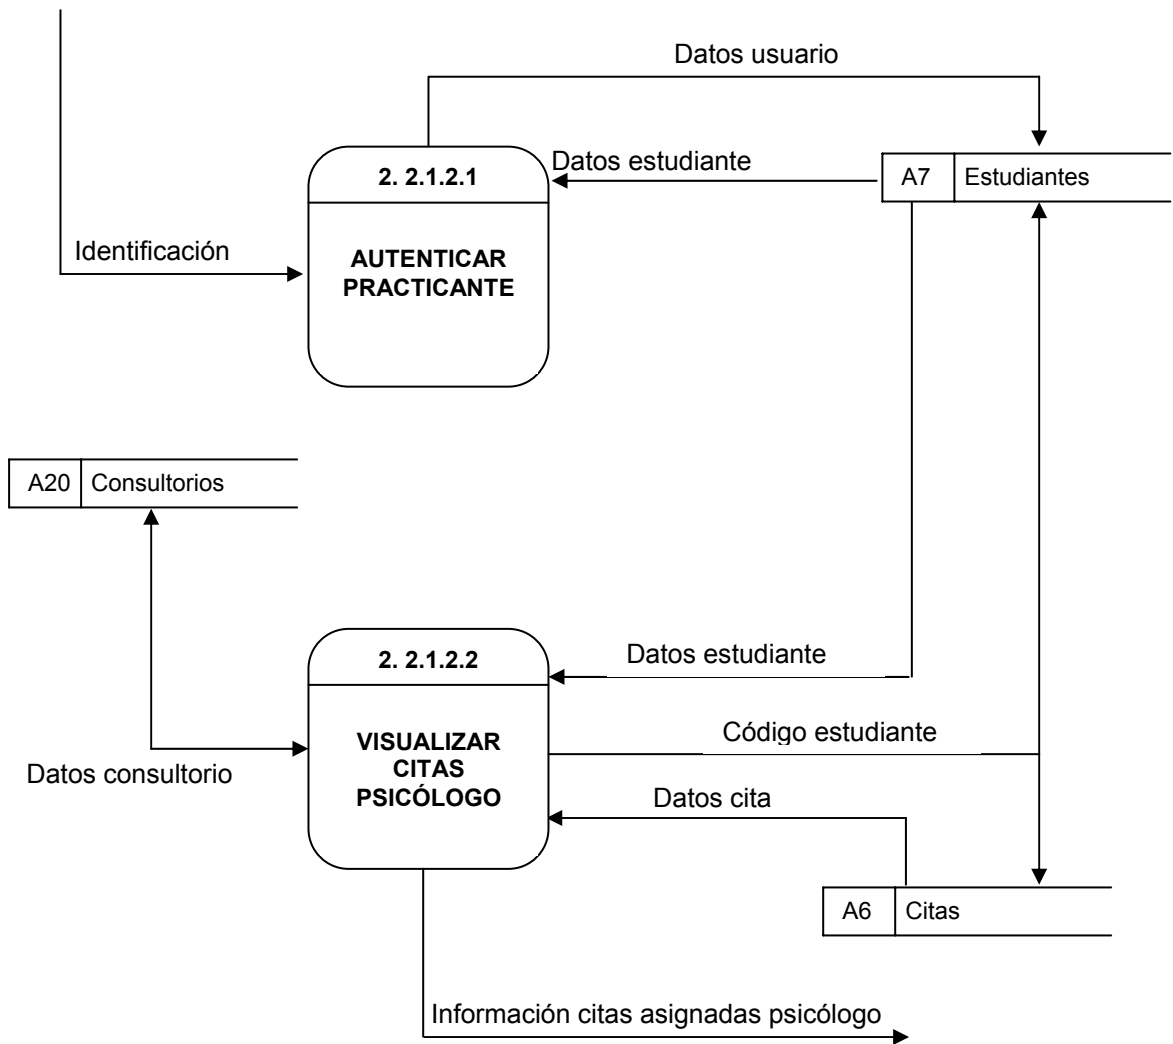 Datos usuario
Datos estudiante
2. 2.1.2.1
A7 Estudiantes
Identificación
AUTENTICAR
PRACTICANTE
A20 Consultorios
2. 2.1.2.2
Datos estudiante
VISUALIZAR
CITAS
PSICÓLOGO
Código estudiante
Datos consultorio
Datos cita
A6 Citas
Información citas asignadas psicólogo